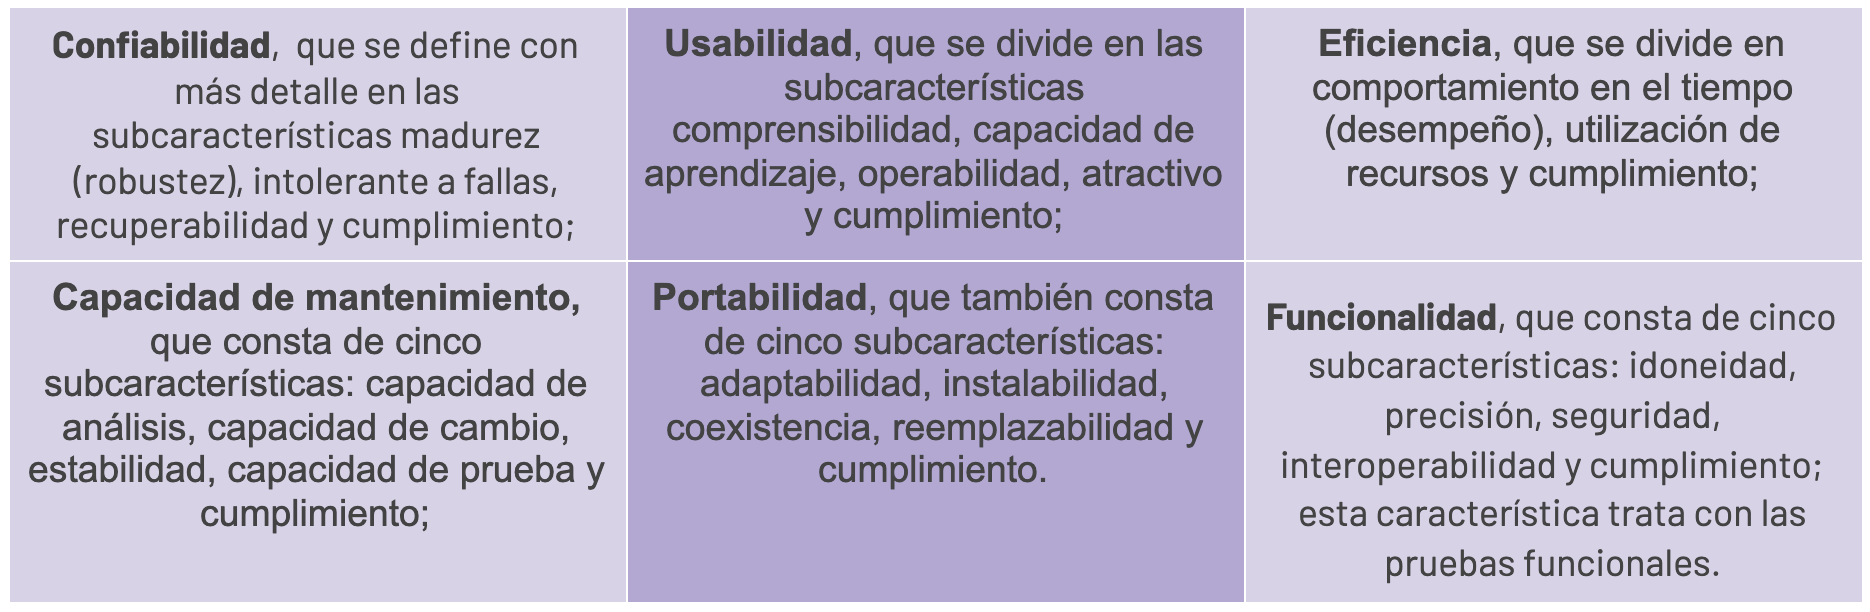 Confiabilidad, que se define con
más detalle en las
subcaracterísticas madurez
(robustez), intolerante a fallas,
recuperabilidad y cumplimiento;
Usabilidad, que se divide en las
subcaracterísticas
comprensibilidad, capacidad de
aprendizaje, operabilidad, atractivo
y cumplimiento;
Eficiencia, que se divide en
comportamiento en el tiempo
(desempeño), utilización de
recursos y cumplimiento;
Capacidad de mantenimiento,
que consta de cinco
subcaracterísticas: capacidad de
análisis, capacidad de cambio,
estabilidad, capacidad de prueba y
cumplimiento;
Portabilidad, que también consta
de cinco subcaracterísticas:
adaptabilidad, instalabilidad,
coexistencia, reemplazabilidad y
cumplimiento.
Funcionalidad, que consta de cinco
subcaracterísticas: idoneidad,
precisión, seguridad,
interoperabilidad y cumplimiento;
esta característica trata con las
pruebas funcionales.